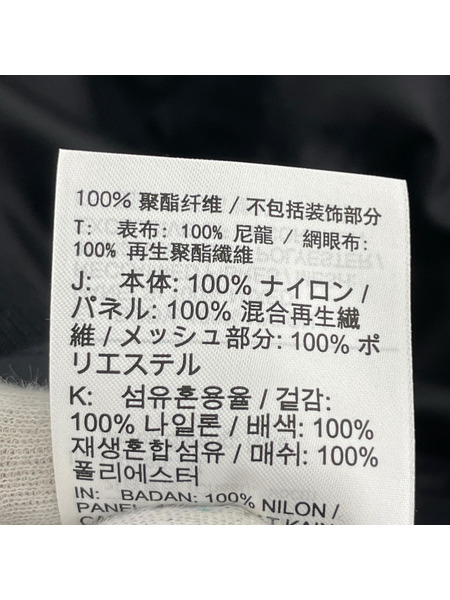 100% 聚酯纤维 / 不包括装饰部分
T: 表布: 100% 尼龍 / 網眼布:
100% 再生聚酯纖維
J: 本体: 100% ナイロン /
パネル: 100% 混合再生繊
維 / メッシュ部分: 100% ポ
リエステル
K: 섬유혼용율 / 겉감:
100% 나일론 / 배색: 100%
재생혼합섬유 / 매쉬: 100%
폴리에스터
IN: BADAN: 100% NILON /
PANEL